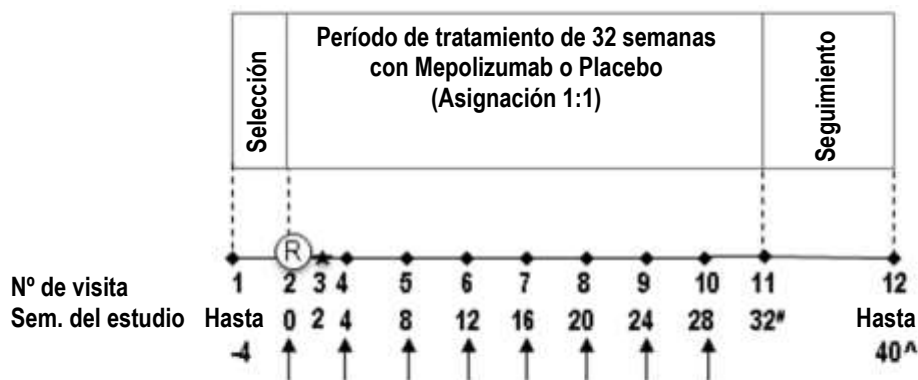 Selección
Período de tratamiento de 32 semanas
con Mepolizumab o Placebo
(Asignación 1:1)
Seguimiento
R
Nº de visita 1 2 3 4 5 6 7 8 9 10 11 12
Sem. del estudio Hasta 0 2 4 8 12 16 20 24 28 32# Hasta
-4 40^